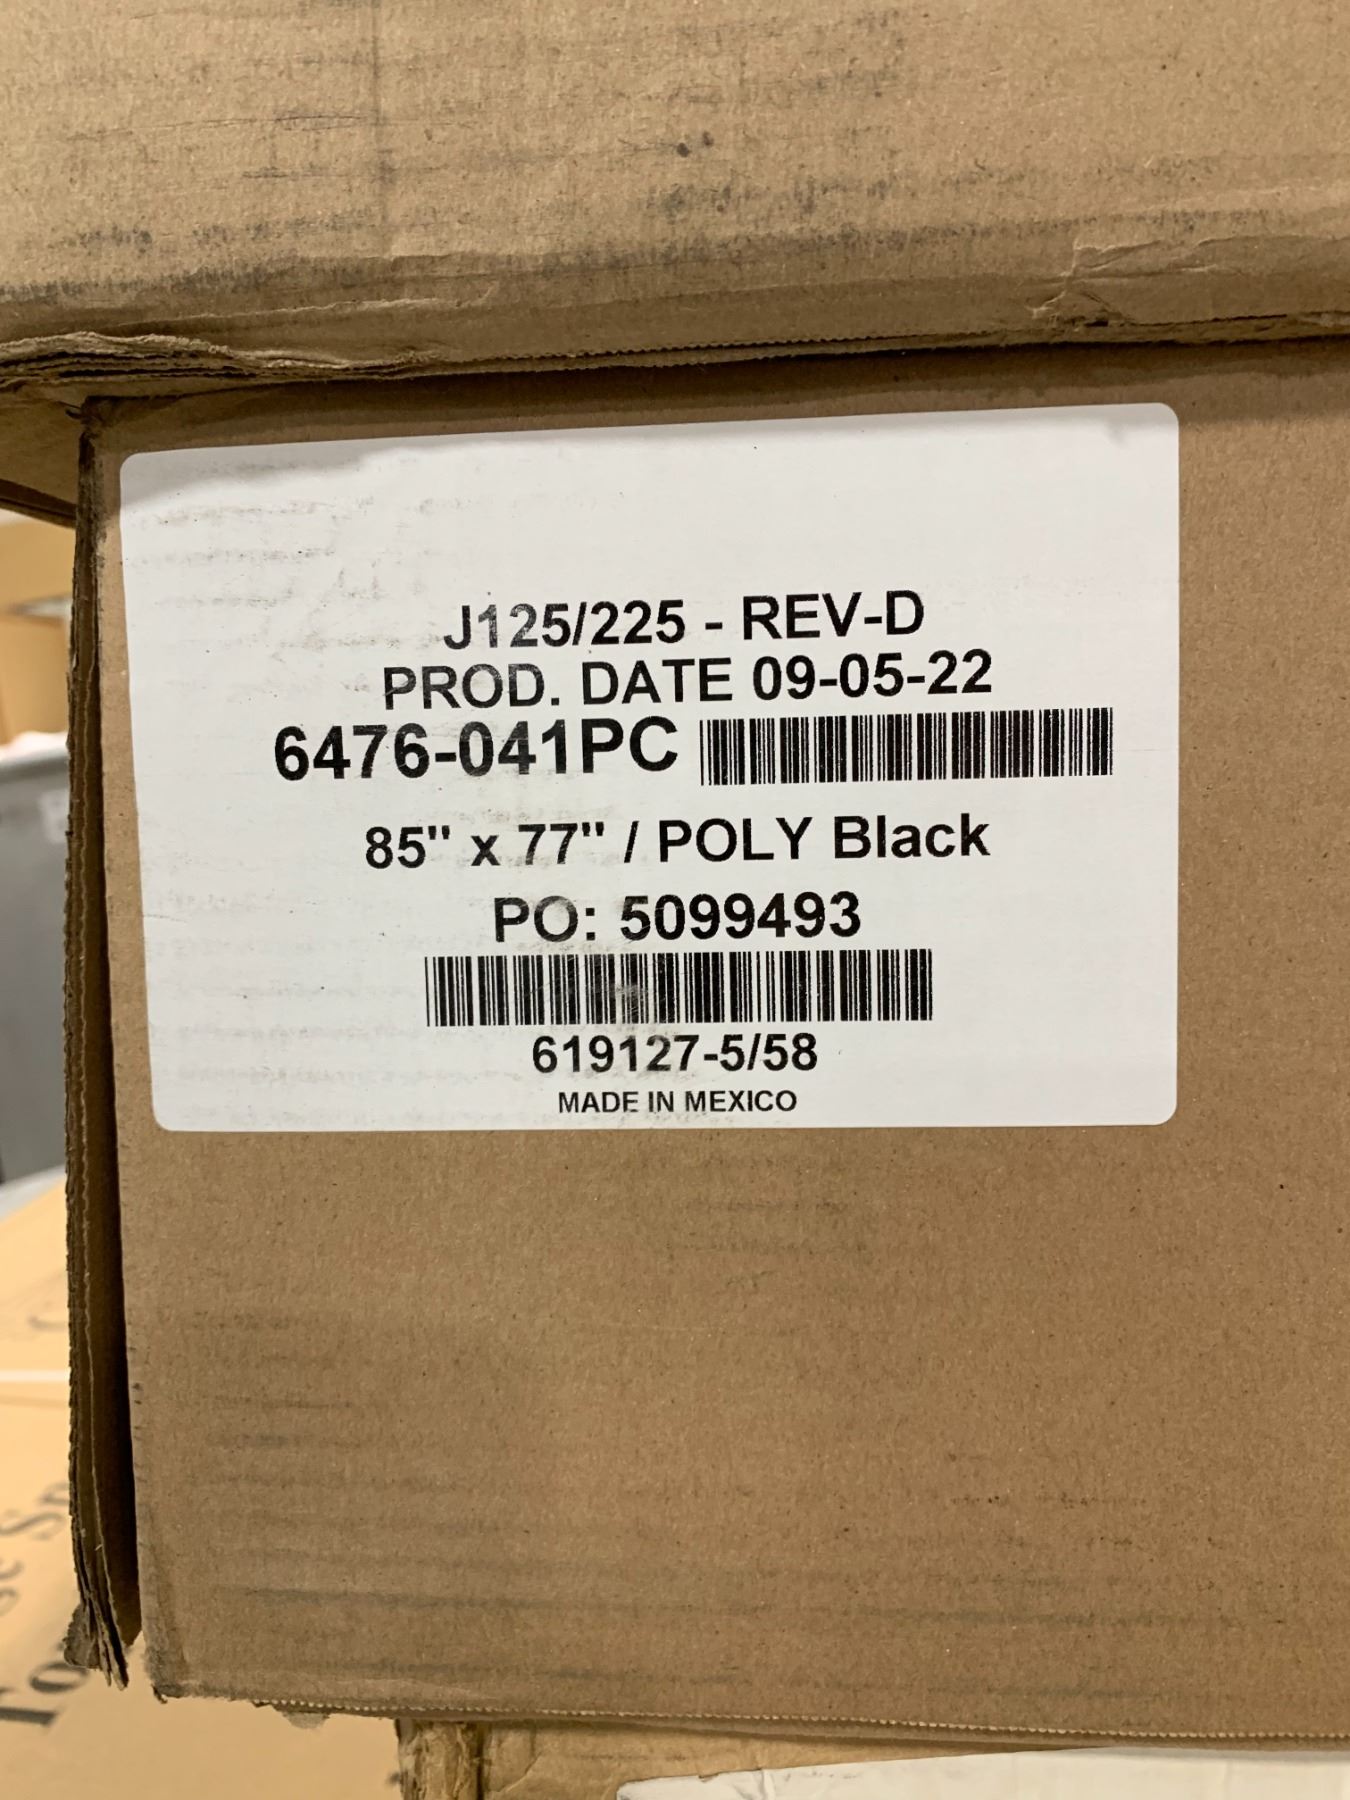 J125/225 - REV-D
PROD. DATE 09-05-22
6476-041PC
85" x 77" / POLY Black
PO: 5099493
619127-5/58
MADE IN MEXICO